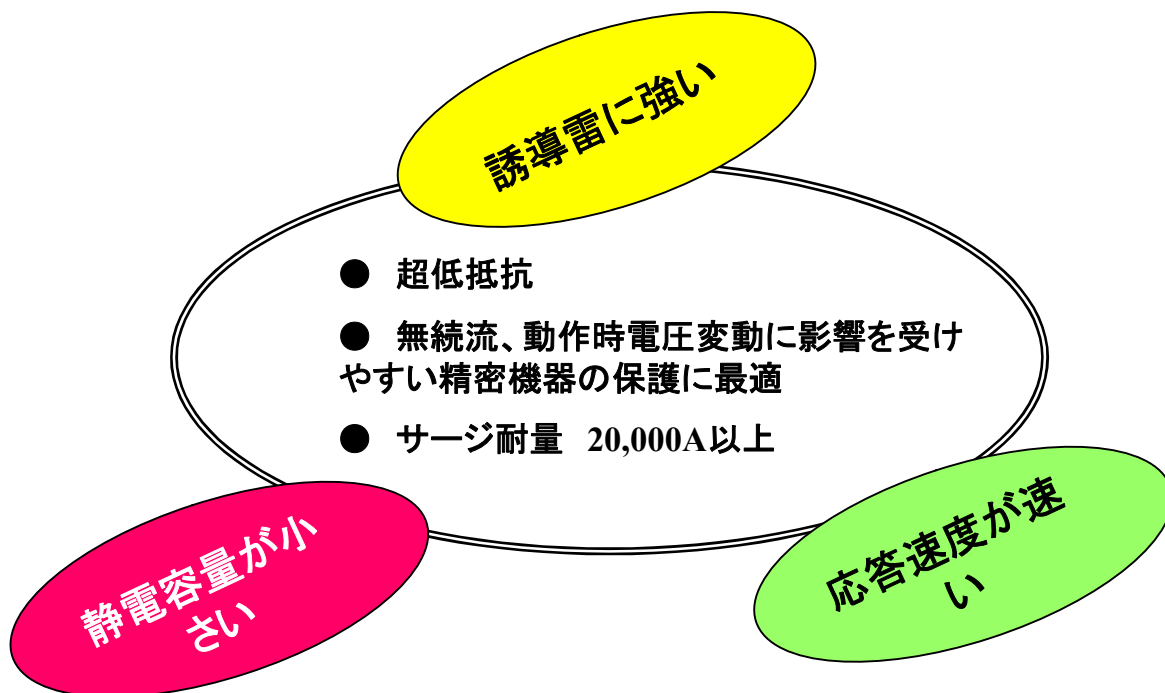 誘導雷に強い
● 超低抵抗
● 無続流、動作時電圧変動に影響を受け
やすい精密機器の保護に最適
● サージ耐量 20,000A以上
静電容量が小
さい
応答速度が速
い